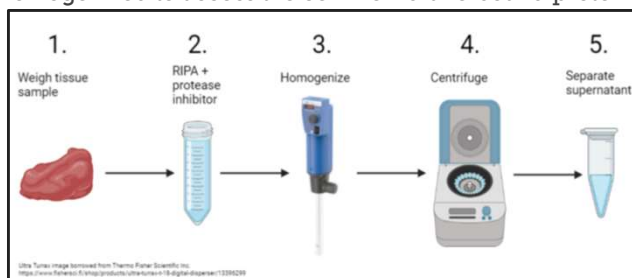 1.
Weigh tissue
sample
2.
RIPA +
protease
inhibitor
3.
Homogenize
4.
Centrifuge
5.
Separate
supernatant
Ultra Turrax image borrowed from Thermo Fisher Scientific Inc.